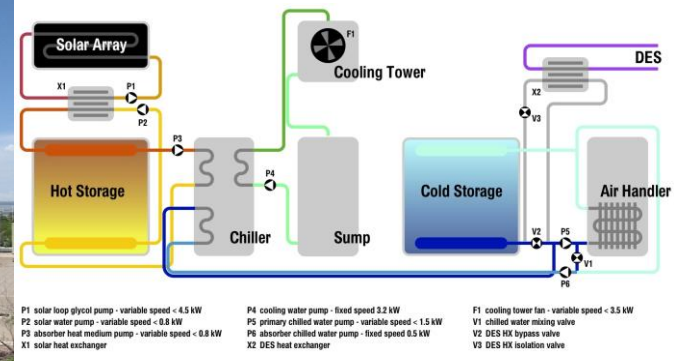 Solar Array
F1
Cooling Tower
DES
X1
P1
P2
X2
V3
P3
P4
Hot Storage
Chiller
Sump
Cold Storage
Air Handler
V2
P5
V1
P6
P1 solar loop glycol pump - variable speed < 4.5 kW
P2 solar water pump - variable speed < 0.8 kW
P3 absorber heat medium pump - variable speed < 0.8 kW
X1 solar heat exchanger
P4 cooling water pump - fixed speed 3.2 kW
P5 primary chilled water pump - variable speed < 1.5 kW
P6 absorber chilled water pump - fixed speed 0.5 kW
X2 DES heat exchanger
F1 cooling tower fan - variable speed < 3.5 kW
V1 chilled water mixing valve
V2 DES HX bypass valve
V3 DES HX isolation valve